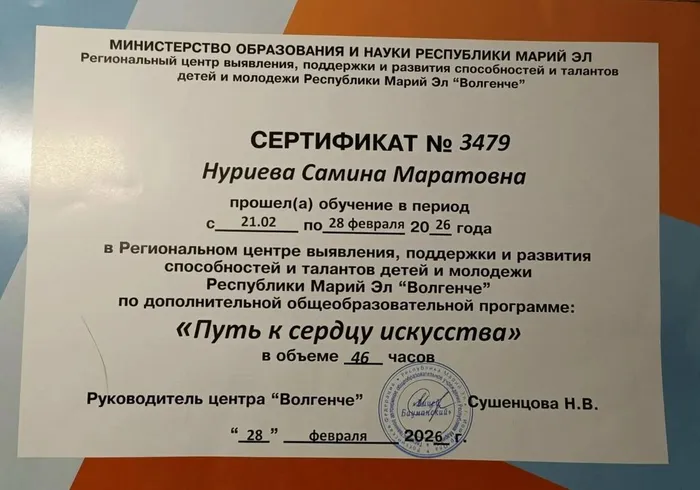 МИНИСТЕРСТВО ОБРАЗОВАНИЯ И НАУКИ РЕСПУБЛИКИ МАРИЙ ЭЛ
Региональный центр выявления, поддержки и развития способностей и талантов
детей и молодежи Республики Марий Эл “Волгенче”
СЕРТИФИКАТ № 3479
Нуриева Самина Маратовна
прошел(а) обучение в период
с 21.02 по 28 февраля 2026 года
в Региональном центре выявления, поддержки и развития
способностей и талантов детей и молодежи
Республики Марий Эл “Волгенче”
по дополнительной общеобразовательной программе:
«Путь к сердцу искусства»
в объеме 46 часов
Руководитель центра “Волгенче” Сушенцова Н.В.
«Лицей
Бауманский»
“28” февраля 2026 г.